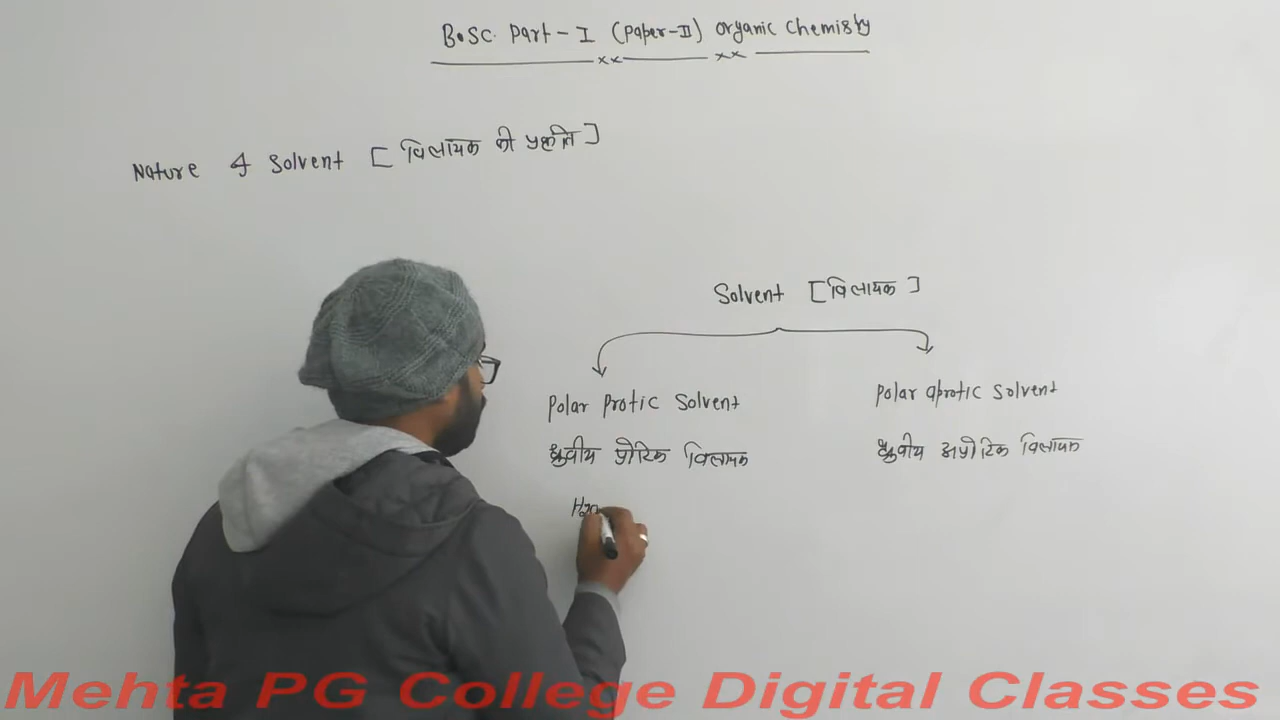 B.Sc. Part-I (Paper-II) Organic Chemistry
Nature of Solvent [विलायक की प्रकृति]
Solvent [विलायक]
Polar Protic Solvent
Polar aprotic Solvent
ध्रुवीय प्रोटिक विलायक
ध्रुवीय अप्रोटिक विलायक
Mehta PG College Digital Classes